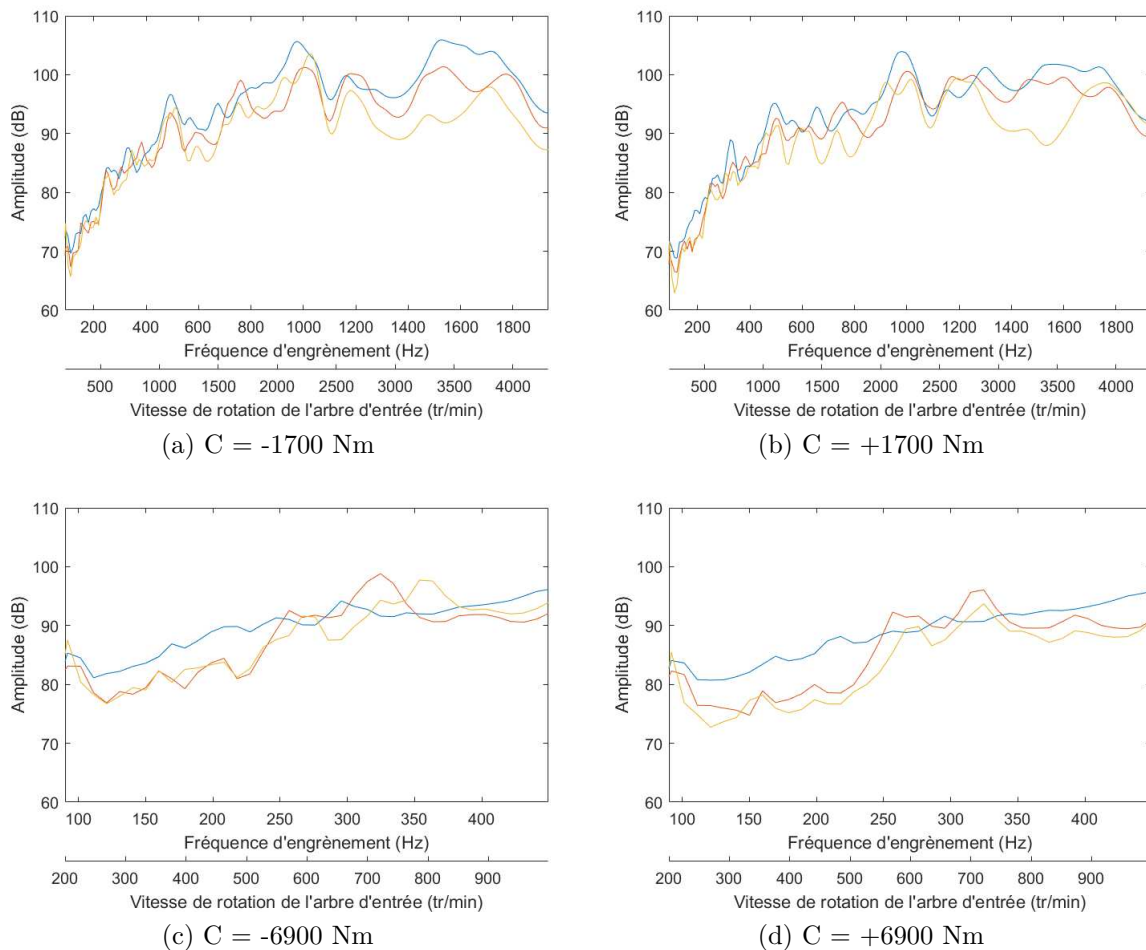 110
100
90
80
70
60
Amplitude (dB)
200 400 600 800 1000 1200 1400 1600 1800
Fréquence d'engrènement (Hz)
500 1000 1500 2000 2500 3000 3500 4000
Vitesse de rotation de l'arbre d'entrée (tr/min)
(a) C = -1700 Nm
110
100
90
80
70
60
Amplitude (dB)
200 400 600 800 1000 1200 1400 1600 1800
Fréquence d'engrènement (Hz)
500 1000 1500 2000 2500 3000 3500 4000
Vitesse de rotation de l'arbre d'entrée (tr/min)
(b) C = +1700 Nm
110
100
90
80
70
60
Amplitude (dB)
100 150 200 250 300 350 400
Fréquence d'engrènement (Hz)
200 300 400 500 600 700 800 900
Vitesse de rotation de l'arbre d'entrée (tr/min)
(c) C = -6900 Nm
110
100
90
80
70
60
Amplitude (dB)
100 150 200 250 300 350 400
Fréquence d'engrènement (Hz)
200 300 400 500 600 700 800 900
Vitesse de rotation de l'arbre d'entrée (tr/min)
(d) C = +6900 Nm